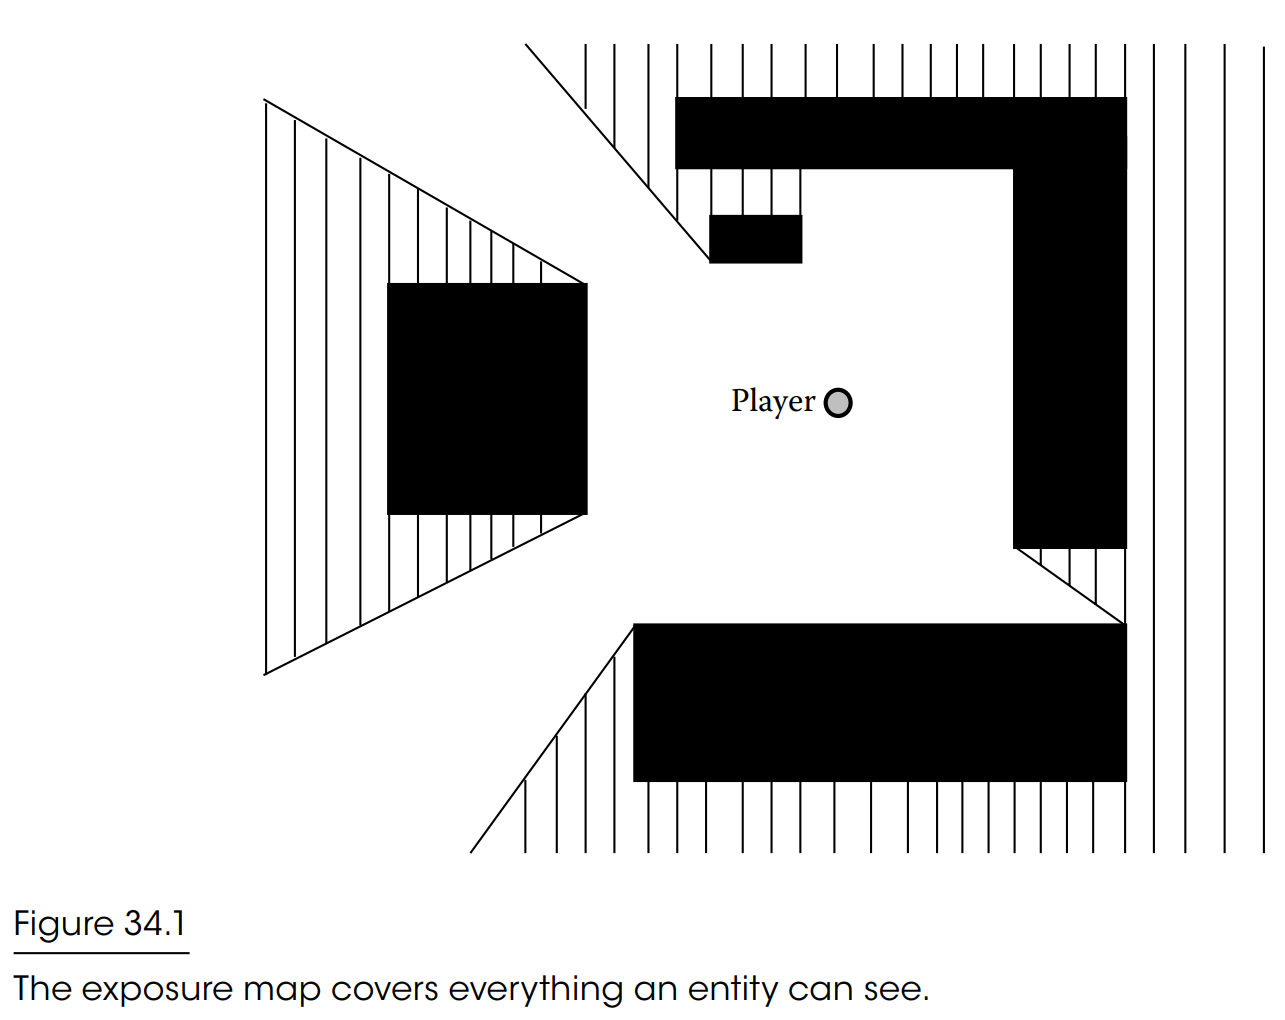 Player
Figure 34.1
The exposure map covers everything an entity can see.